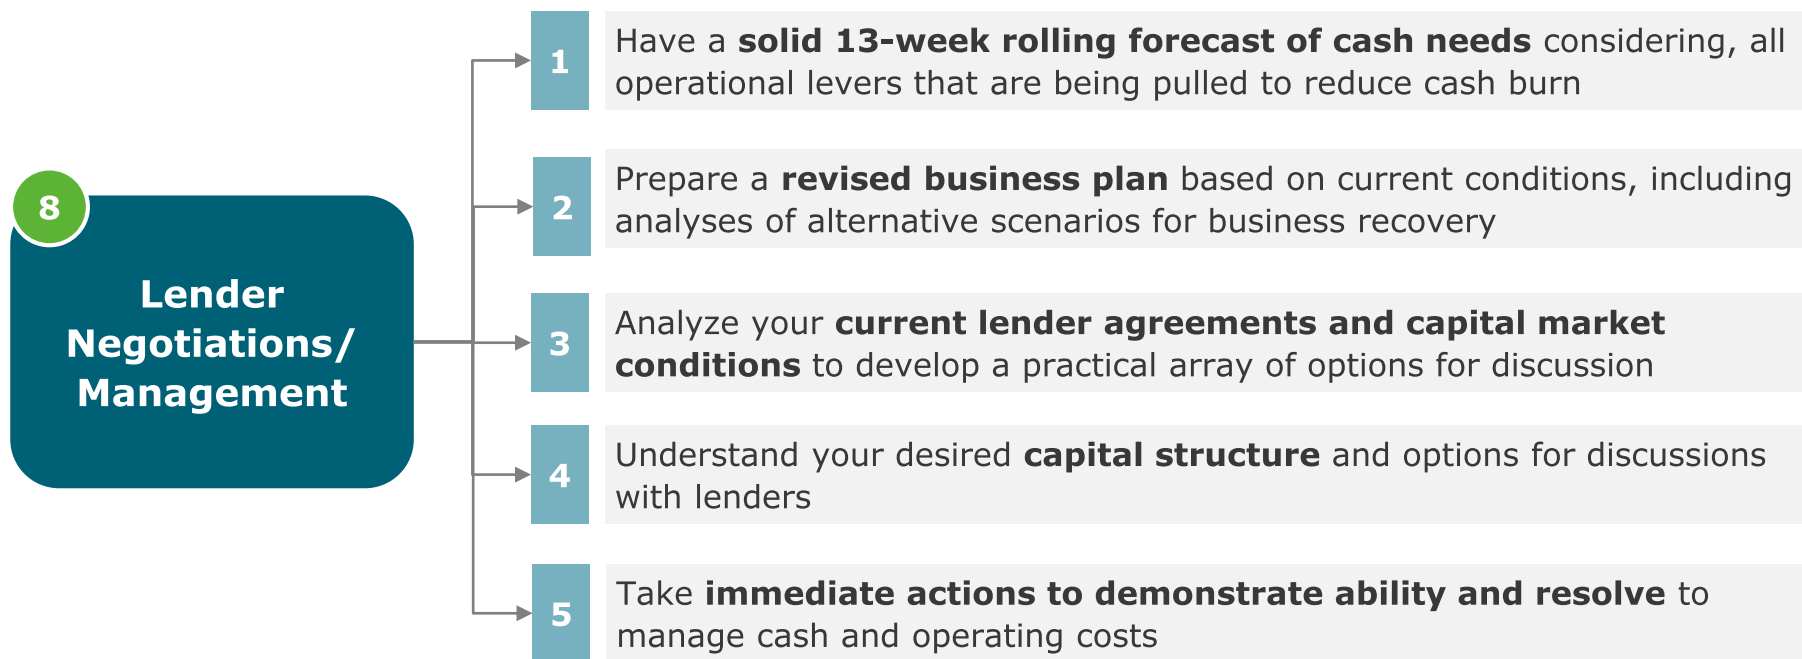 8
Lender
Negotiations/
Management
1
Have a solid 13-week rolling forecast of cash needs considering, all
operational levers that are being pulled to reduce cash burn
2
Prepare a revised business plan based on current conditions, including
analyses of alternative scenarios for business recovery
3
Analyze your current lender agreements and capital market
conditions to develop a practical array of options for discussion
4
Understand your desired capital structure and options for discussions
with lenders
5
Take immediate actions to demonstrate ability and resolve to
manage cash and operating costs